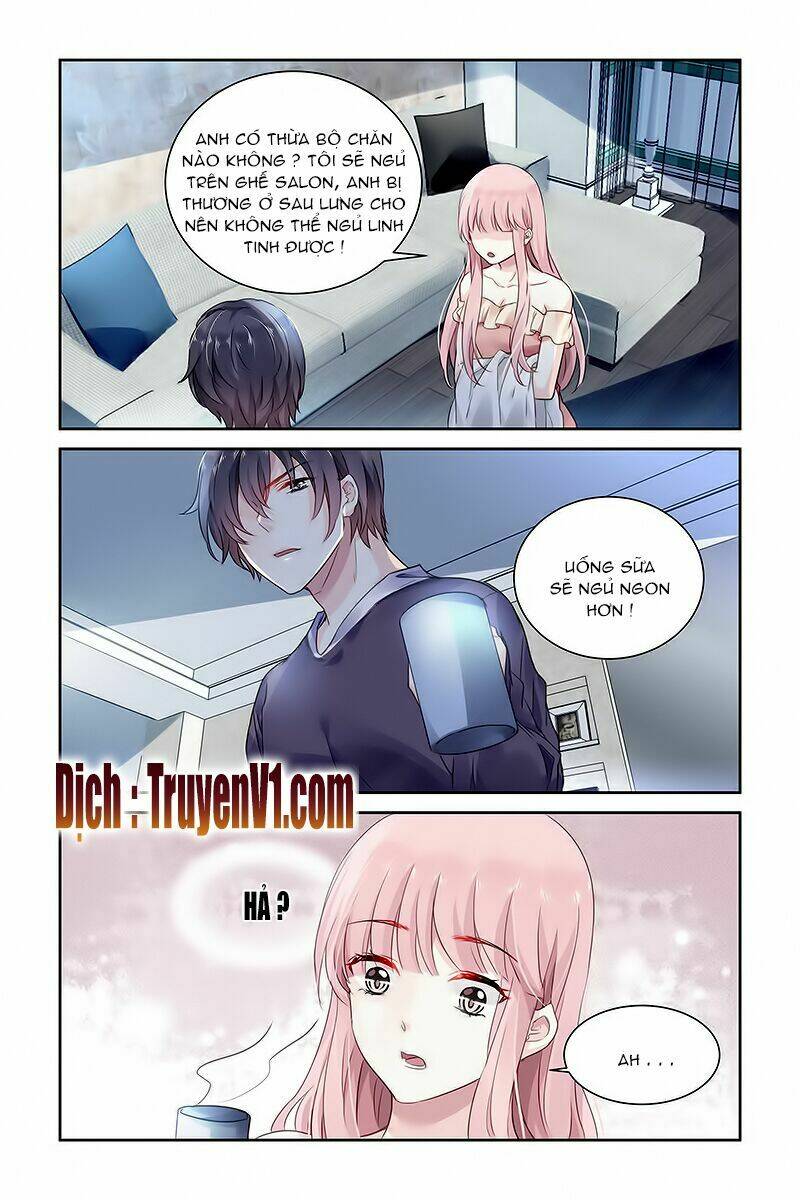 ANH CÓ THỪA BỘ CHĂN
NÀO KHÔNG ? TÔI SẼ NGỦ
TRÊN GHẾ SALON, ANH BỊ
THƯƠNG Ở SAU LƯNG CHO
NÊN KHÔNG THỂ NGỦ LINH
TINH ĐƯỢC !
UỐNG SỮA
SẼ NGỦ NGON
HƠN !
Dịch : TruyenV1.com
HẢ ?
AH . . .